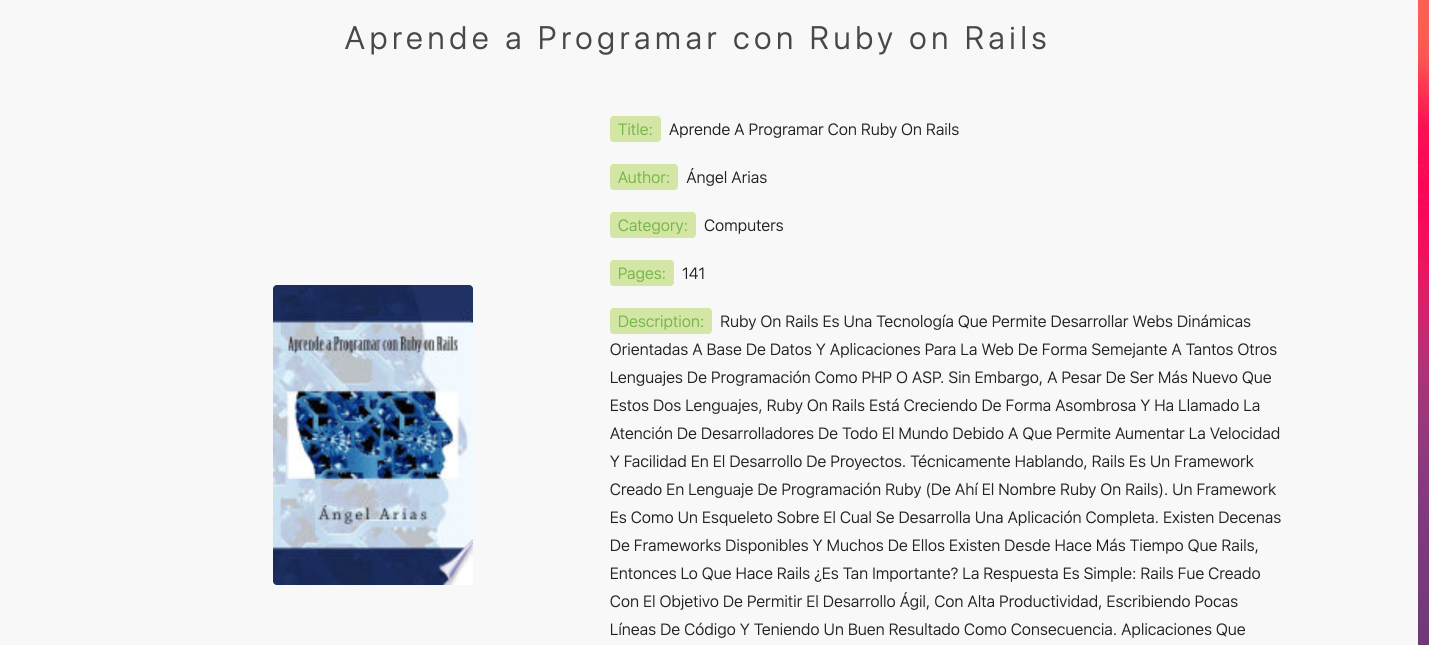 Aprende a Programar con Ruby on Rails
Title: Aprende A Programar Con Ruby On Rails
Author: Ángel Arias
Category: Computers
Pages: 141
Description: Ruby On Rails Es Una Tecnología Que Permite Desarrollar Webs Dinámicas
Orientadas A Base De Datos Y Aplicaciones Para La Web De Forma Semejante A Tantos Otros
Lenguajes De Programación Como PHP O ASP. Sin Embargo, A Pesar De Ser Más Nuevo Que
Estos Dos Lenguajes, Ruby On Rails Está Creciendo De Forma Asombrosa Y Ha Llamado La
Atención De Desarrolladores De Todo El Mundo Debido A Que Permite Aumentar La Velocidad
Y Facilidad En El Desarrollo De Proyectos. Técnicamente Hablando, Rails Es Un Framework
Creado En Lenguaje De Programación Ruby (De Ahí El Nombre Ruby On Rails). Un Framework
Es Como Un Esqueleto Sobre El Cual Se Desarrolla Una Aplicación Completa. Existen Decenas
De Frameworks Disponibles Y Muchos De Ellos Existen Desde Hace Más Tiempo Que Rails,
Entonces Lo Que Hace Rails ¿Es Tan Importante? La Respuesta Es Simple: Rails Fue Creado
Con El Objetivo De Permitir El Desarrollo Ágil, Con Alta Productividad, Escribiendo Pocas
Líneas De Código Y Teniendo Un Buen Resultado Como Consecuencia. Aplicaciones Que
Aprende a Programar con Ruby on Rails
Ángel Arias